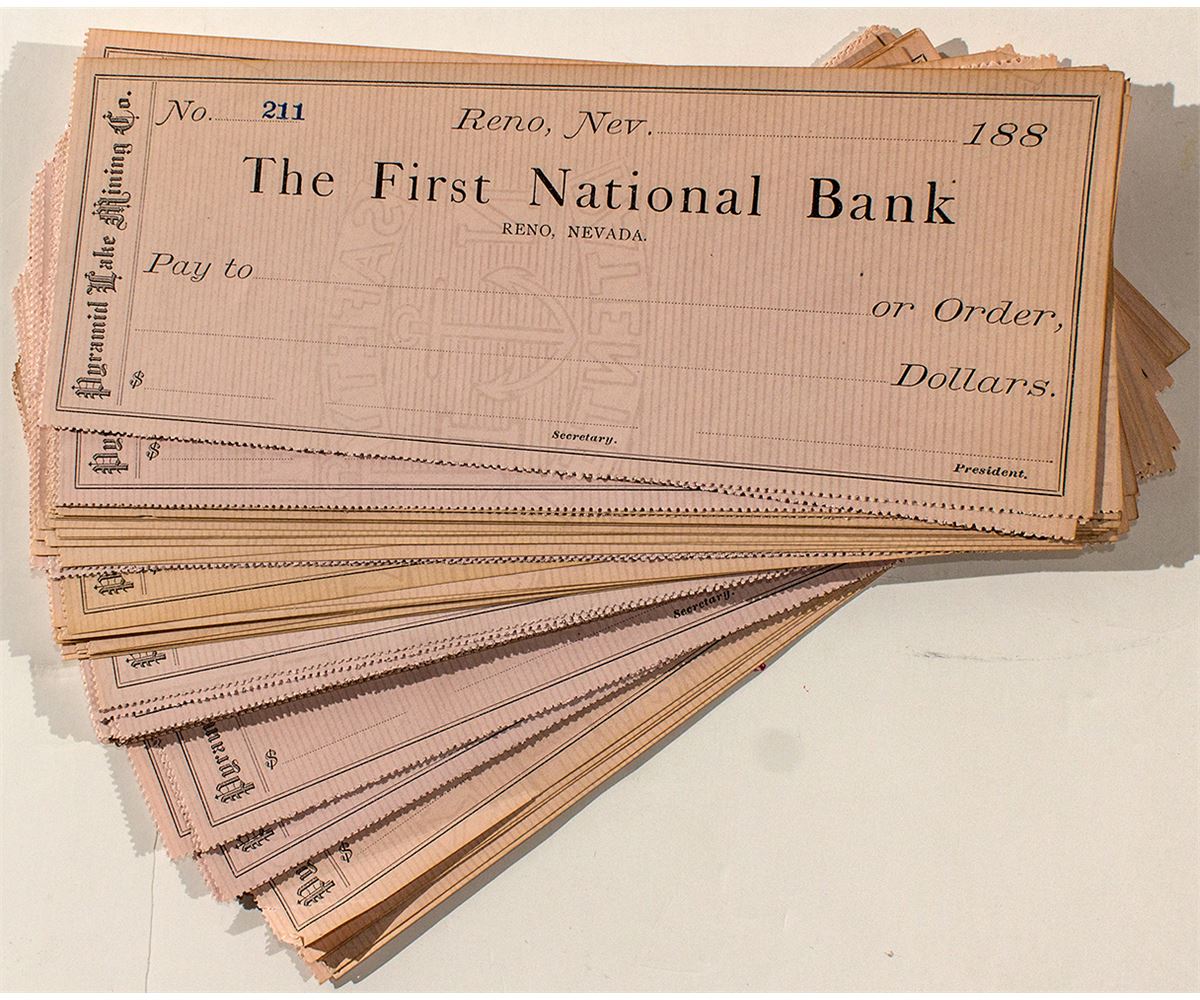 Pyramid Lake Mining Co.
No. 211 Reno, Nev. 188
The First National Bank
RENO, NEVADA.
Pay to or Order,
Dollars.
$
Secretary.
President.
$
Secretary.
$
$